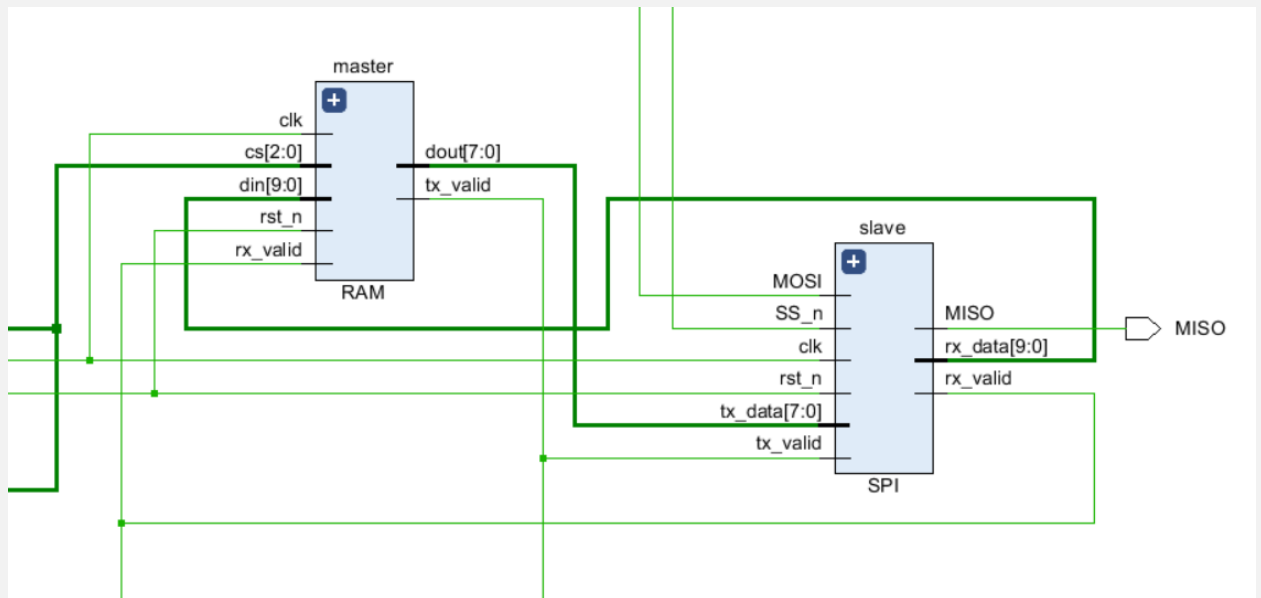 master
clk
cs[2:0]
din[9:0]
rst_n
rx_valid
dout[7:0]
tx_valid
RAM
slave
MOSI
SS_n
clk
rst_n
tx_data[7:0]
tx_valid
MISO
rx_data[9:0]
rx_valid
SPI
MISO